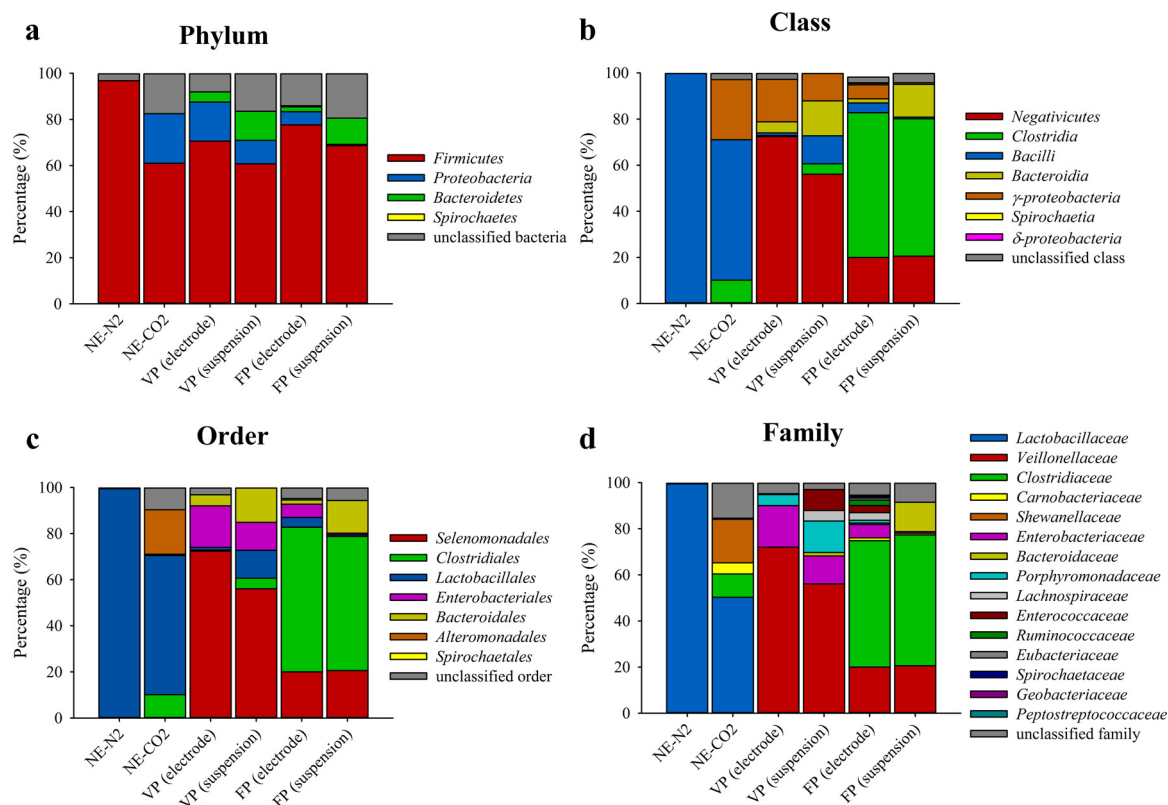 a
Phylum
Percentage (%)
100
80
60
40
20
0
NE-N2
NE-CO2
VP (electrode)
VP (suspension)
FP (electrode)
FP (suspension)
Firmicutes
Proteobacteria
Bacteroidetes
Spirochaetes
unclassified bacteria
b
Class
Percentage (%)
100
80
60
40
20
0
NE-N2
NE-CO2
VP (electrode)
VP (suspension)
FP (electrode)
FP (suspension)
Negativicutes
Clostridia
Bacilli
Bacteroidia
γ-proteobacteria
Spirochaetia
δ-proteobacteria
unclassified class
c
Order
Percentage (%)
100
80
60
40
20
0
NE-N2
NE-CO2
VP (electrode)
VP (suspension)
FP (electrode)
FP (suspension)
Selenomonadales
Clostridiales
Lactobacillales
Enterobacteriales
Bacteroidales
Alteromonadales
Spirochaetales
unclassified order
d
Family
Percentage (%)
100
80
60
40
20
0
NE-N2
NE-CO2
VP (electrode)
VP (suspension)
FP (electrode)
FP (suspension)
Lactobacillaceae
Veillonellaceae
Clostridiaceae
Carnobacteriaceae
Shewanellaceae
Enterobacteriaceae
Bacteroidaceae
Porphyromonadaceae
Lachnospiraceae
Enterococcaceae
Ruminococcaceae
Eubacteriaceae
Spirochaetaceae
Geobacteriaceae
Peptostreptococcaceae
unclassified family